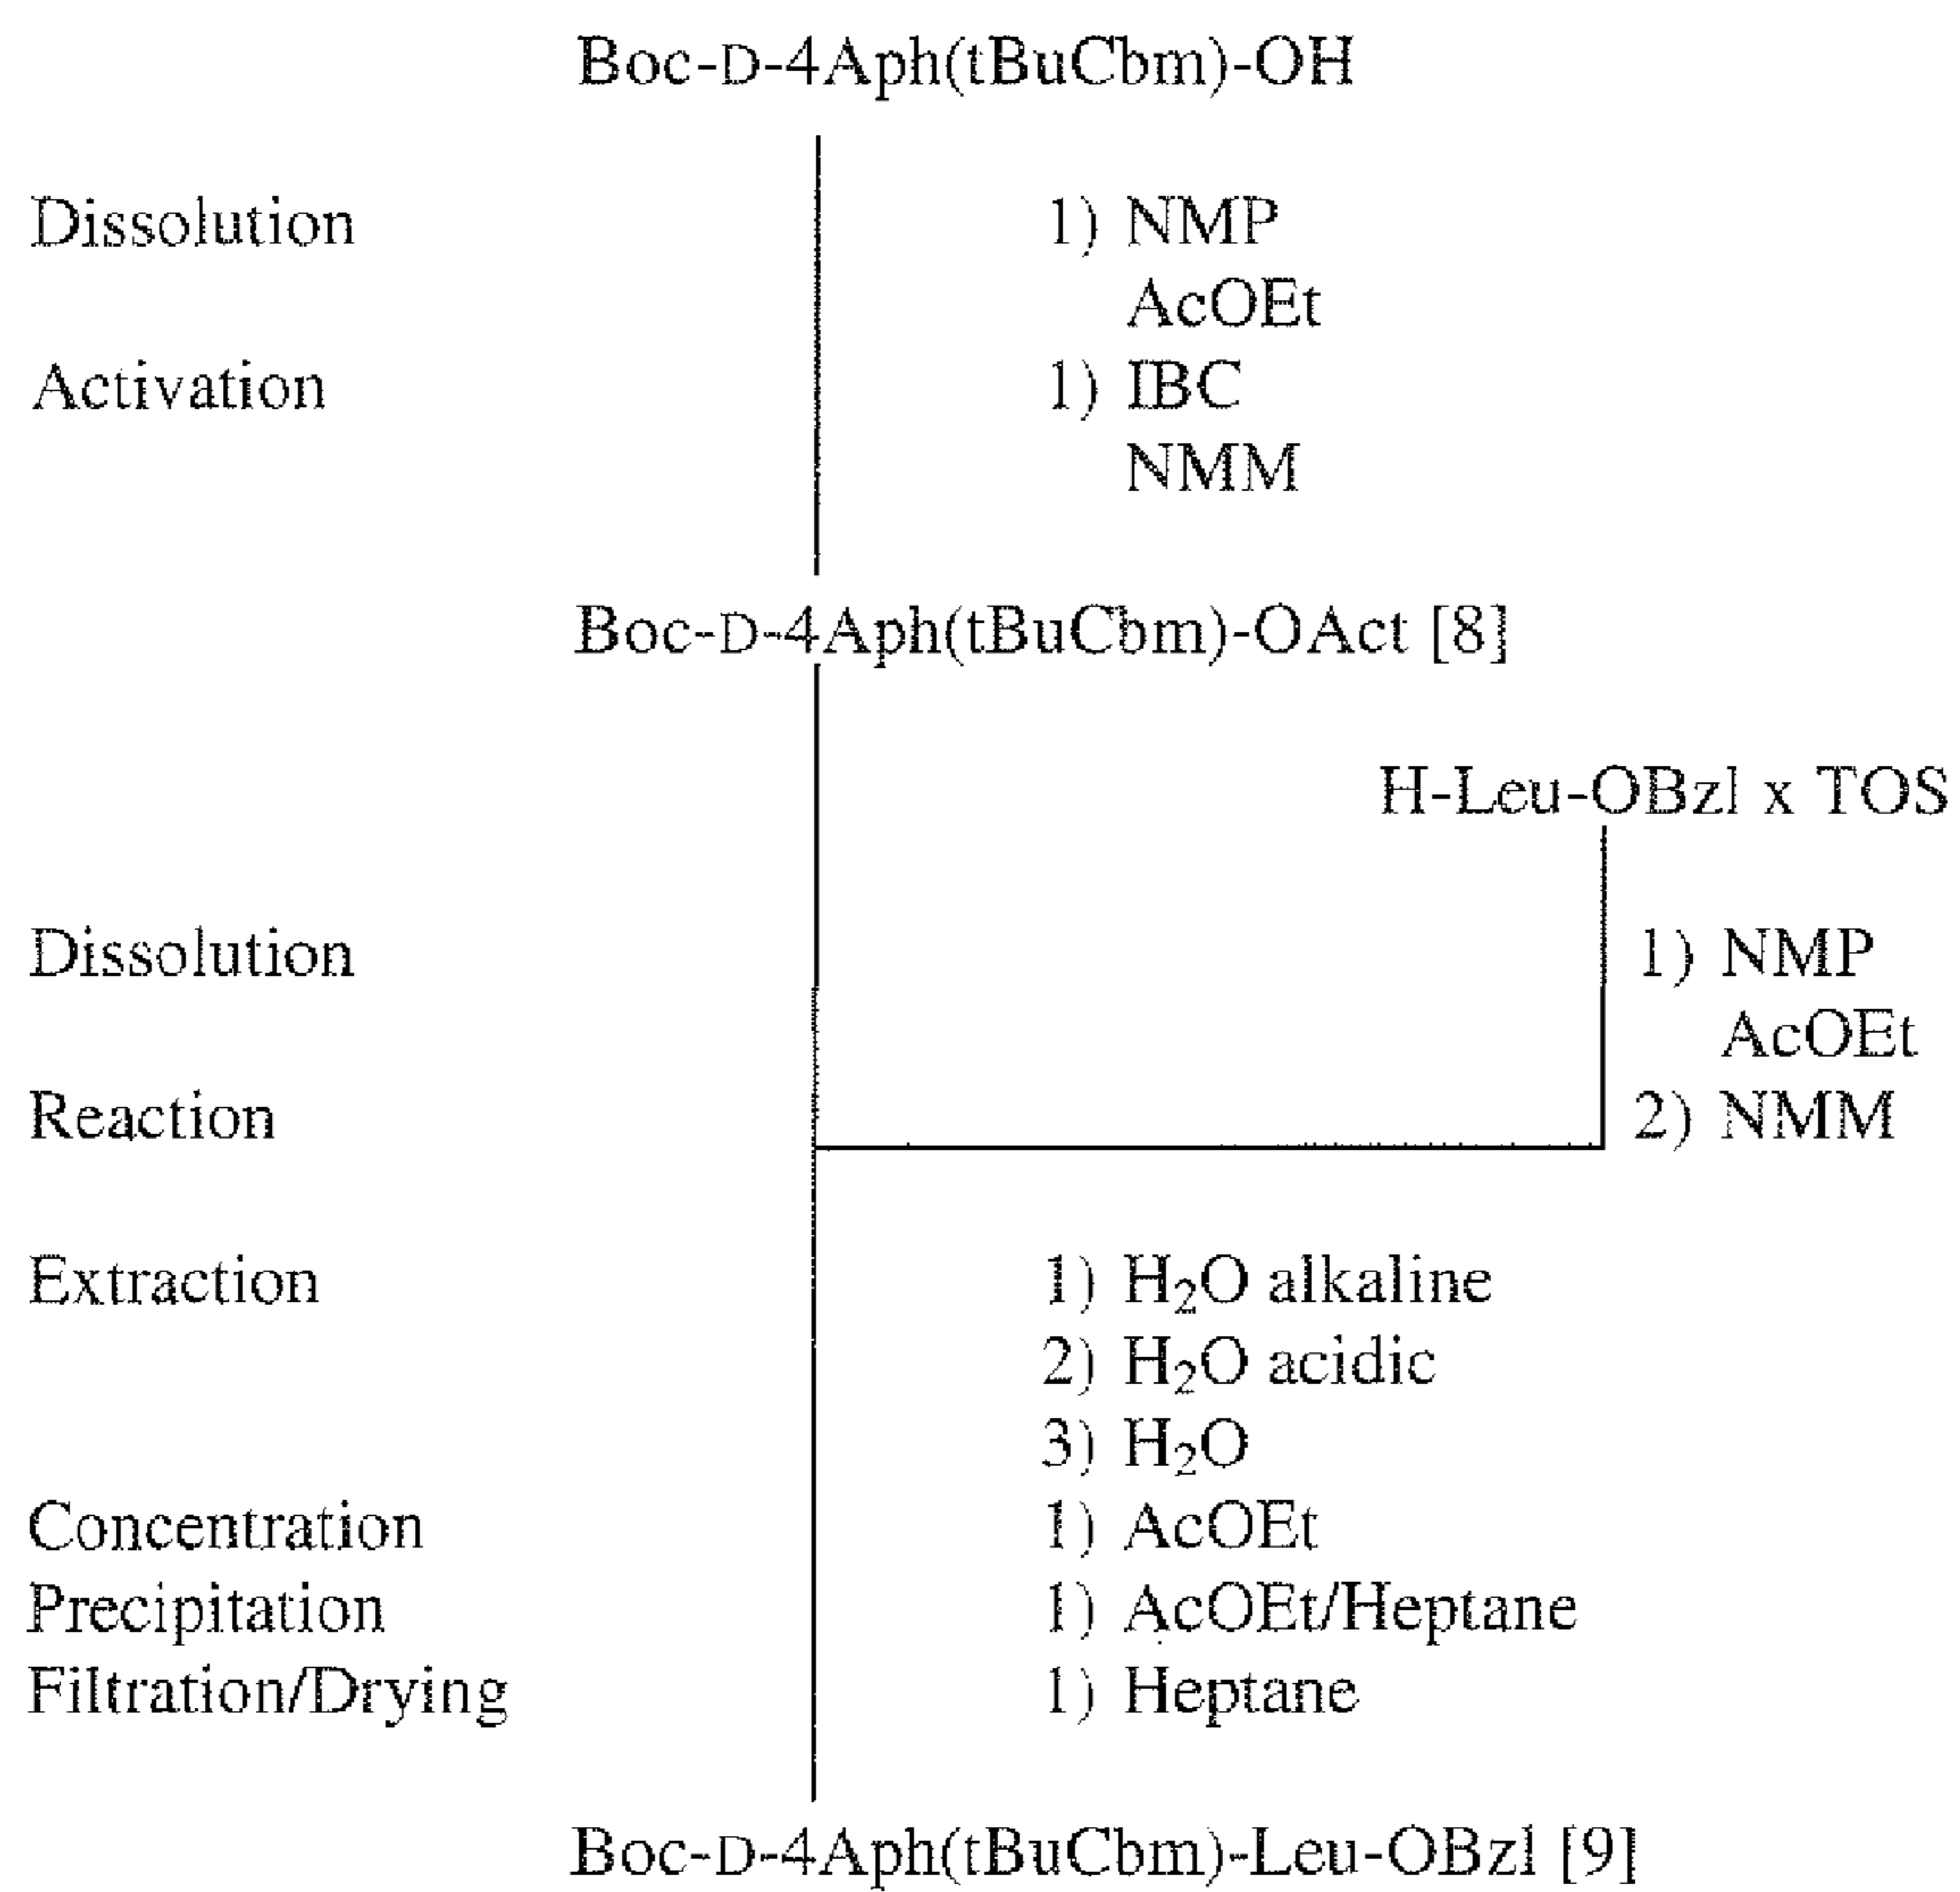 Boc-D-4Aph(tBuCbm)-OH
Dissolution 1) NMP
AcOEt
Activation 1) IBC
NMM
Boc-D-4Aph(tBuCbm)-OAct [8]
H-Leu-OBzl x TOS
Dissolution 1) NMP
AcOEt
Reaction 2) NMM
Extraction 1) H₂O alkaline
2) H₂O acidic
3) H₂O
Concentration 1) AcOEt
Precipitation 1) AcOEt/Heptane
Filtration/Drying 1) Heptane
Boc-D-4Aph(tBuCbm)-Leu-OBzl [9]